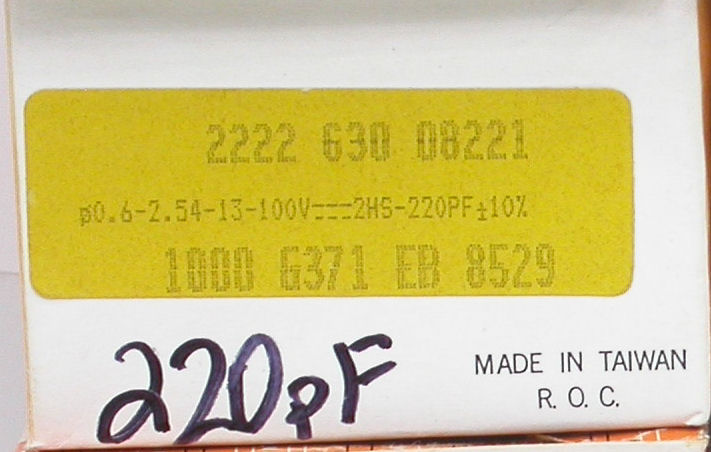 2222 630 08221
ø0.6-2.54-13-100V⎓2HS-220PF±10%
1000 6371 EB 8529
220pF
MADE IN TAIWAN
R. O. C.